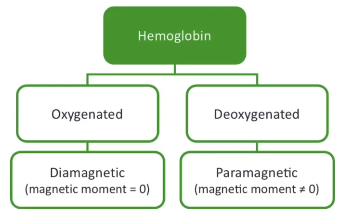 Hemoglobin
Oxygenated
Deoxygenated
Diamagnetic
(magnetic moment = 0)
Paramagnetic
(magnetic moment ≠ 0)